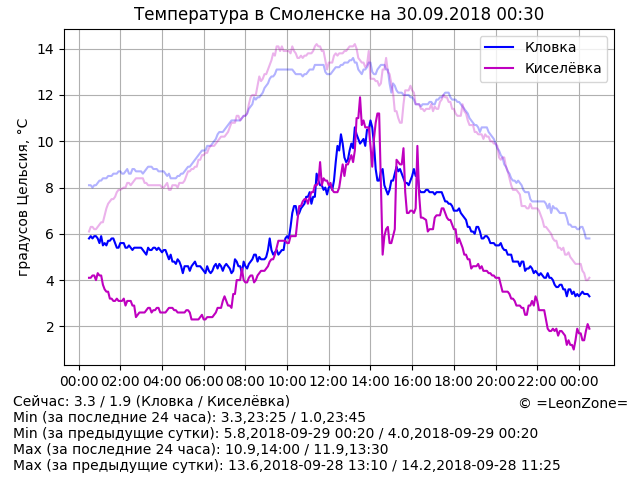 Температура в Смоленске на 30.09.2018 00:30
градусов Цельсия, °C
14
12
10
8
6
4
2
Кловка
Киселёвка
00:00 02:00 04:00 06:00 08:00 10:00 12:00 14:00 16:00 18:00 20:00 22:00 00:00
Сейчас: 3.3 / 1.9 (Кловка / Киселёвка)
© =LeonZone=
Min (за последние 24 часа): 3.3,23:25 / 1.0,23:45
Min (за предыдущие сутки): 5.8,2018-09-29 00:20 / 4.0,2018-09-29 00:20
Max (за последние 24 часа): 10.9,14:00 / 11.9,13:30
Max (за предыдущие сутки): 13.6,2018-09-28 13:10 / 14.2,2018-09-28 11:25